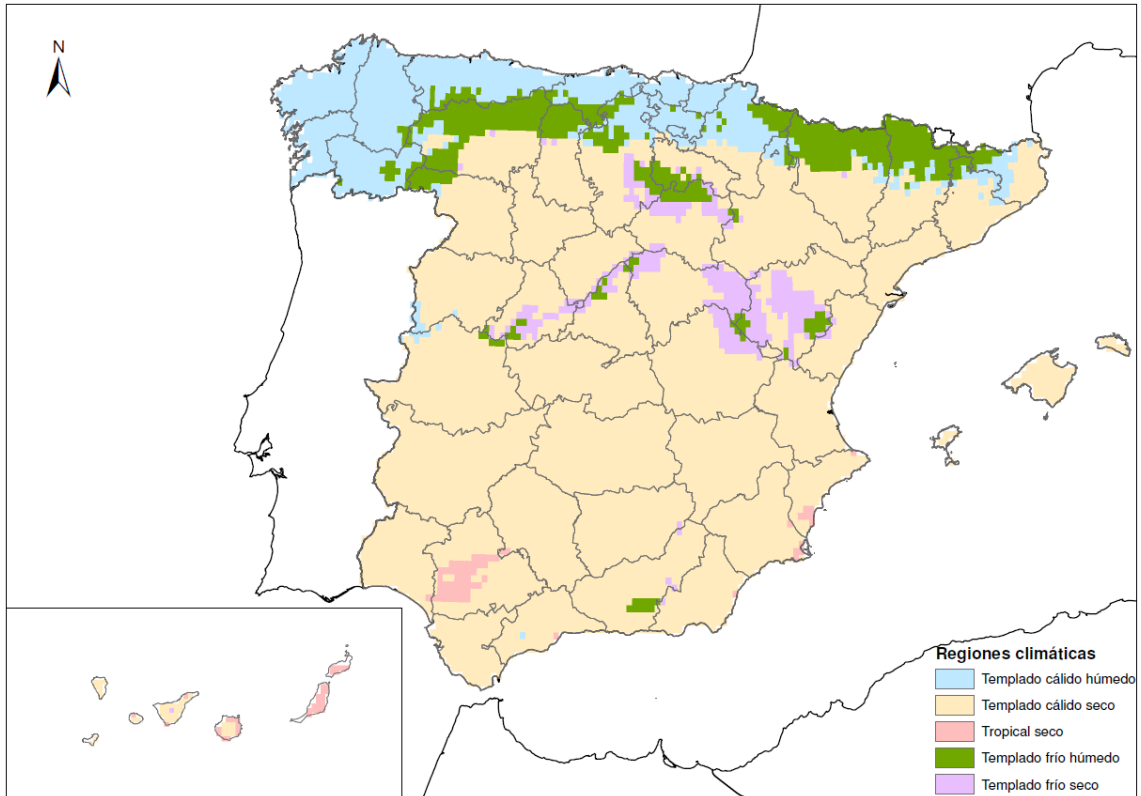 N
Regiones climáticas
Templado cálido húmedo
Templado cálido seco
Tropical seco
Templado frío húmedo
Templado frío seco